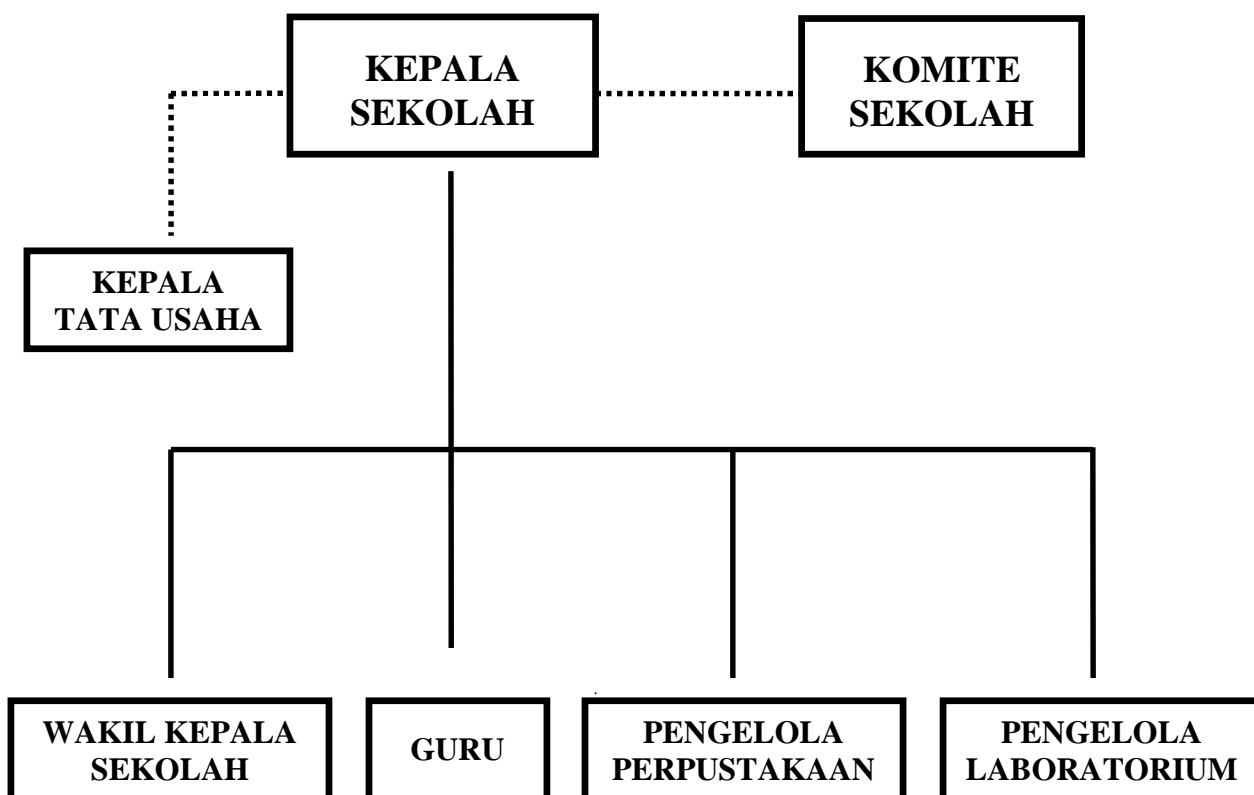 KEPALA
SEKOLAH
KOMITE
SEKOLAH
KEPALA
TATA USAHA
WAKIL KEPALA
SEKOLAH
GURU
PENGELOLA
PERPUSTAKAAN
PENGELOLA
LABORATORIUM